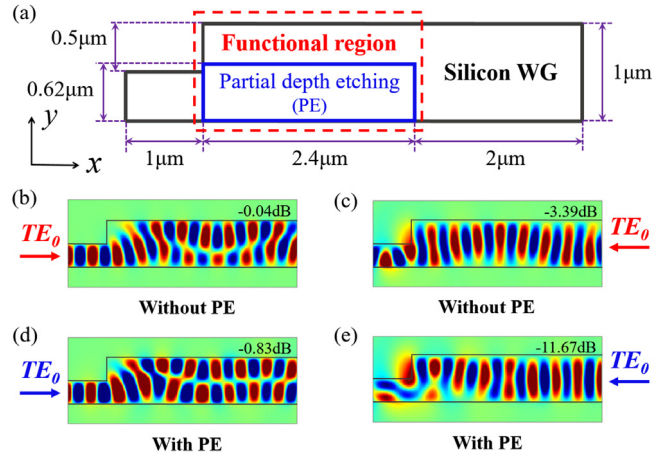 (a)
0.5μm
Functional region
Silicon WG
1μm
0.62μm
Partial depth etching
(PE)
y
x
1μm
2.4μm
2μm
(b)
-0.04dB
TE0
Without PE
(c)
-3.39dB
TE0
Without PE
(d)
-0.83dB
TE0
With PE
(e)
-11.67dB
TE0
With PE